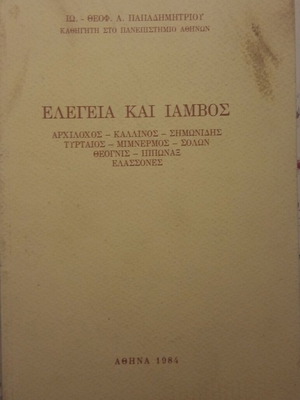 ΙΩ. - ΘΕΟΦ. Α. ΠΑΠΑΔΗΜΗΤΡΙΟΥ
ΚΑΘΗΓΗΤΗ ΣΤΟ ΠΑΝΕΠΙΣΤΗΜΙΟ ΑΘΗΝΩΝ
ΕΛΕΓΕΙΑ ΚΑΙ ΙΑΜΒΟΣ
ΑΡΧΙΛΟΧΟΣ – ΚΑΛΛΙΝΟΣ – ΣΗΜΩΝΙΔΗΣ
ΤΥΡΤΑΙΟΣ – ΜΙΜΝΕΡΜΟΣ – ΣΟΛΩΝ
ΘΕΟΓΝΙΣ – ΙΠΠΩΝΑΞ
ΕΛΑΣΣΟΝΕΣ
ΑΘΗΝΑ 1984